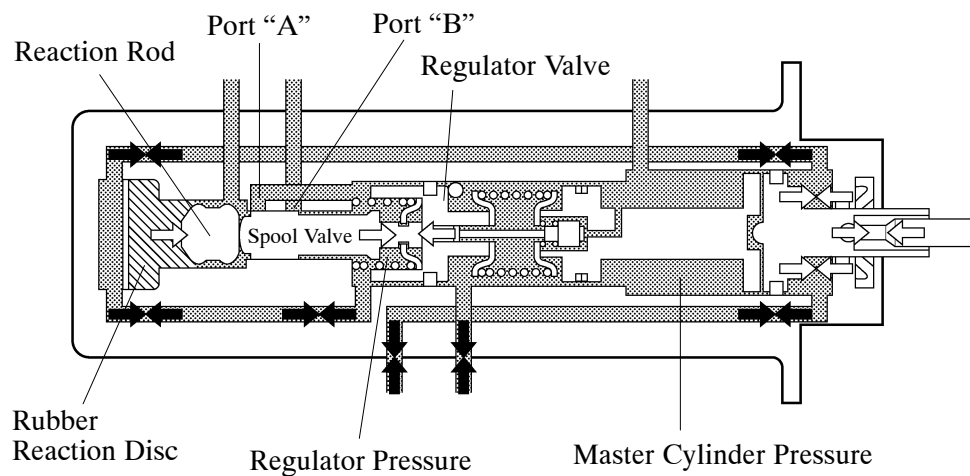 Port “A”
Port “B”
Reaction Rod
Regulator Valve
Spool Valve
Rubber
Reaction Disc
Regulator Pressure
Master Cylinder Pressure